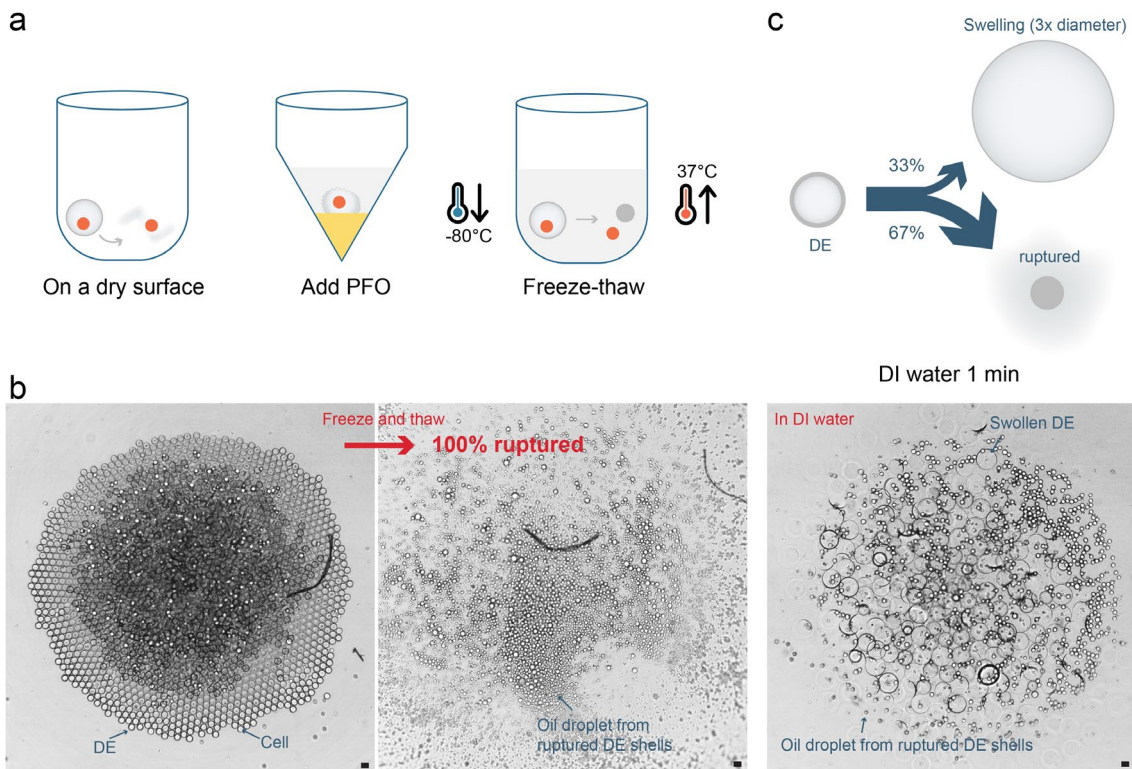 a
On a dry surface
Add PFO
-80°C
37°C
Freeze-thaw
c
Swelling (3x diameter)
33%
DE
67%
ruptured
DI water 1 min
b
Freeze and thaw
100% ruptured
DE
Cell
Oil droplet from
ruptured DE shells
In DI water
Swollen DE
Oil droplet from ruptured DE shells